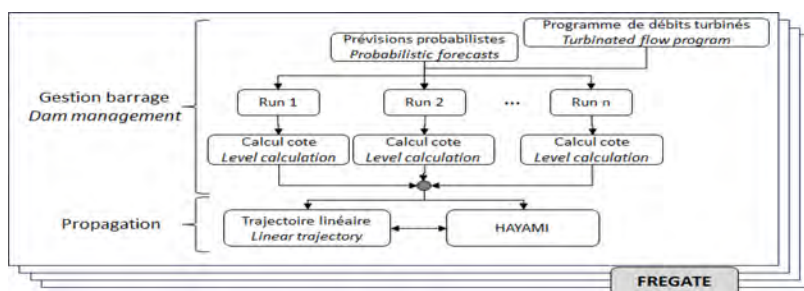 Programme de débits turbinés
Turbinated flow program
Prévisions probabilistes
Probabilistic forecasts
Gestion barrage
Dam management
Run 1
Run 2
...
Run n
Calcul cote
Level calculation
Calcul cote
Level calculation
Calcul cote
Level calculation
Propagation
Trajectoire linéaire
Linear trajectory
HAYAMI
FREGATE